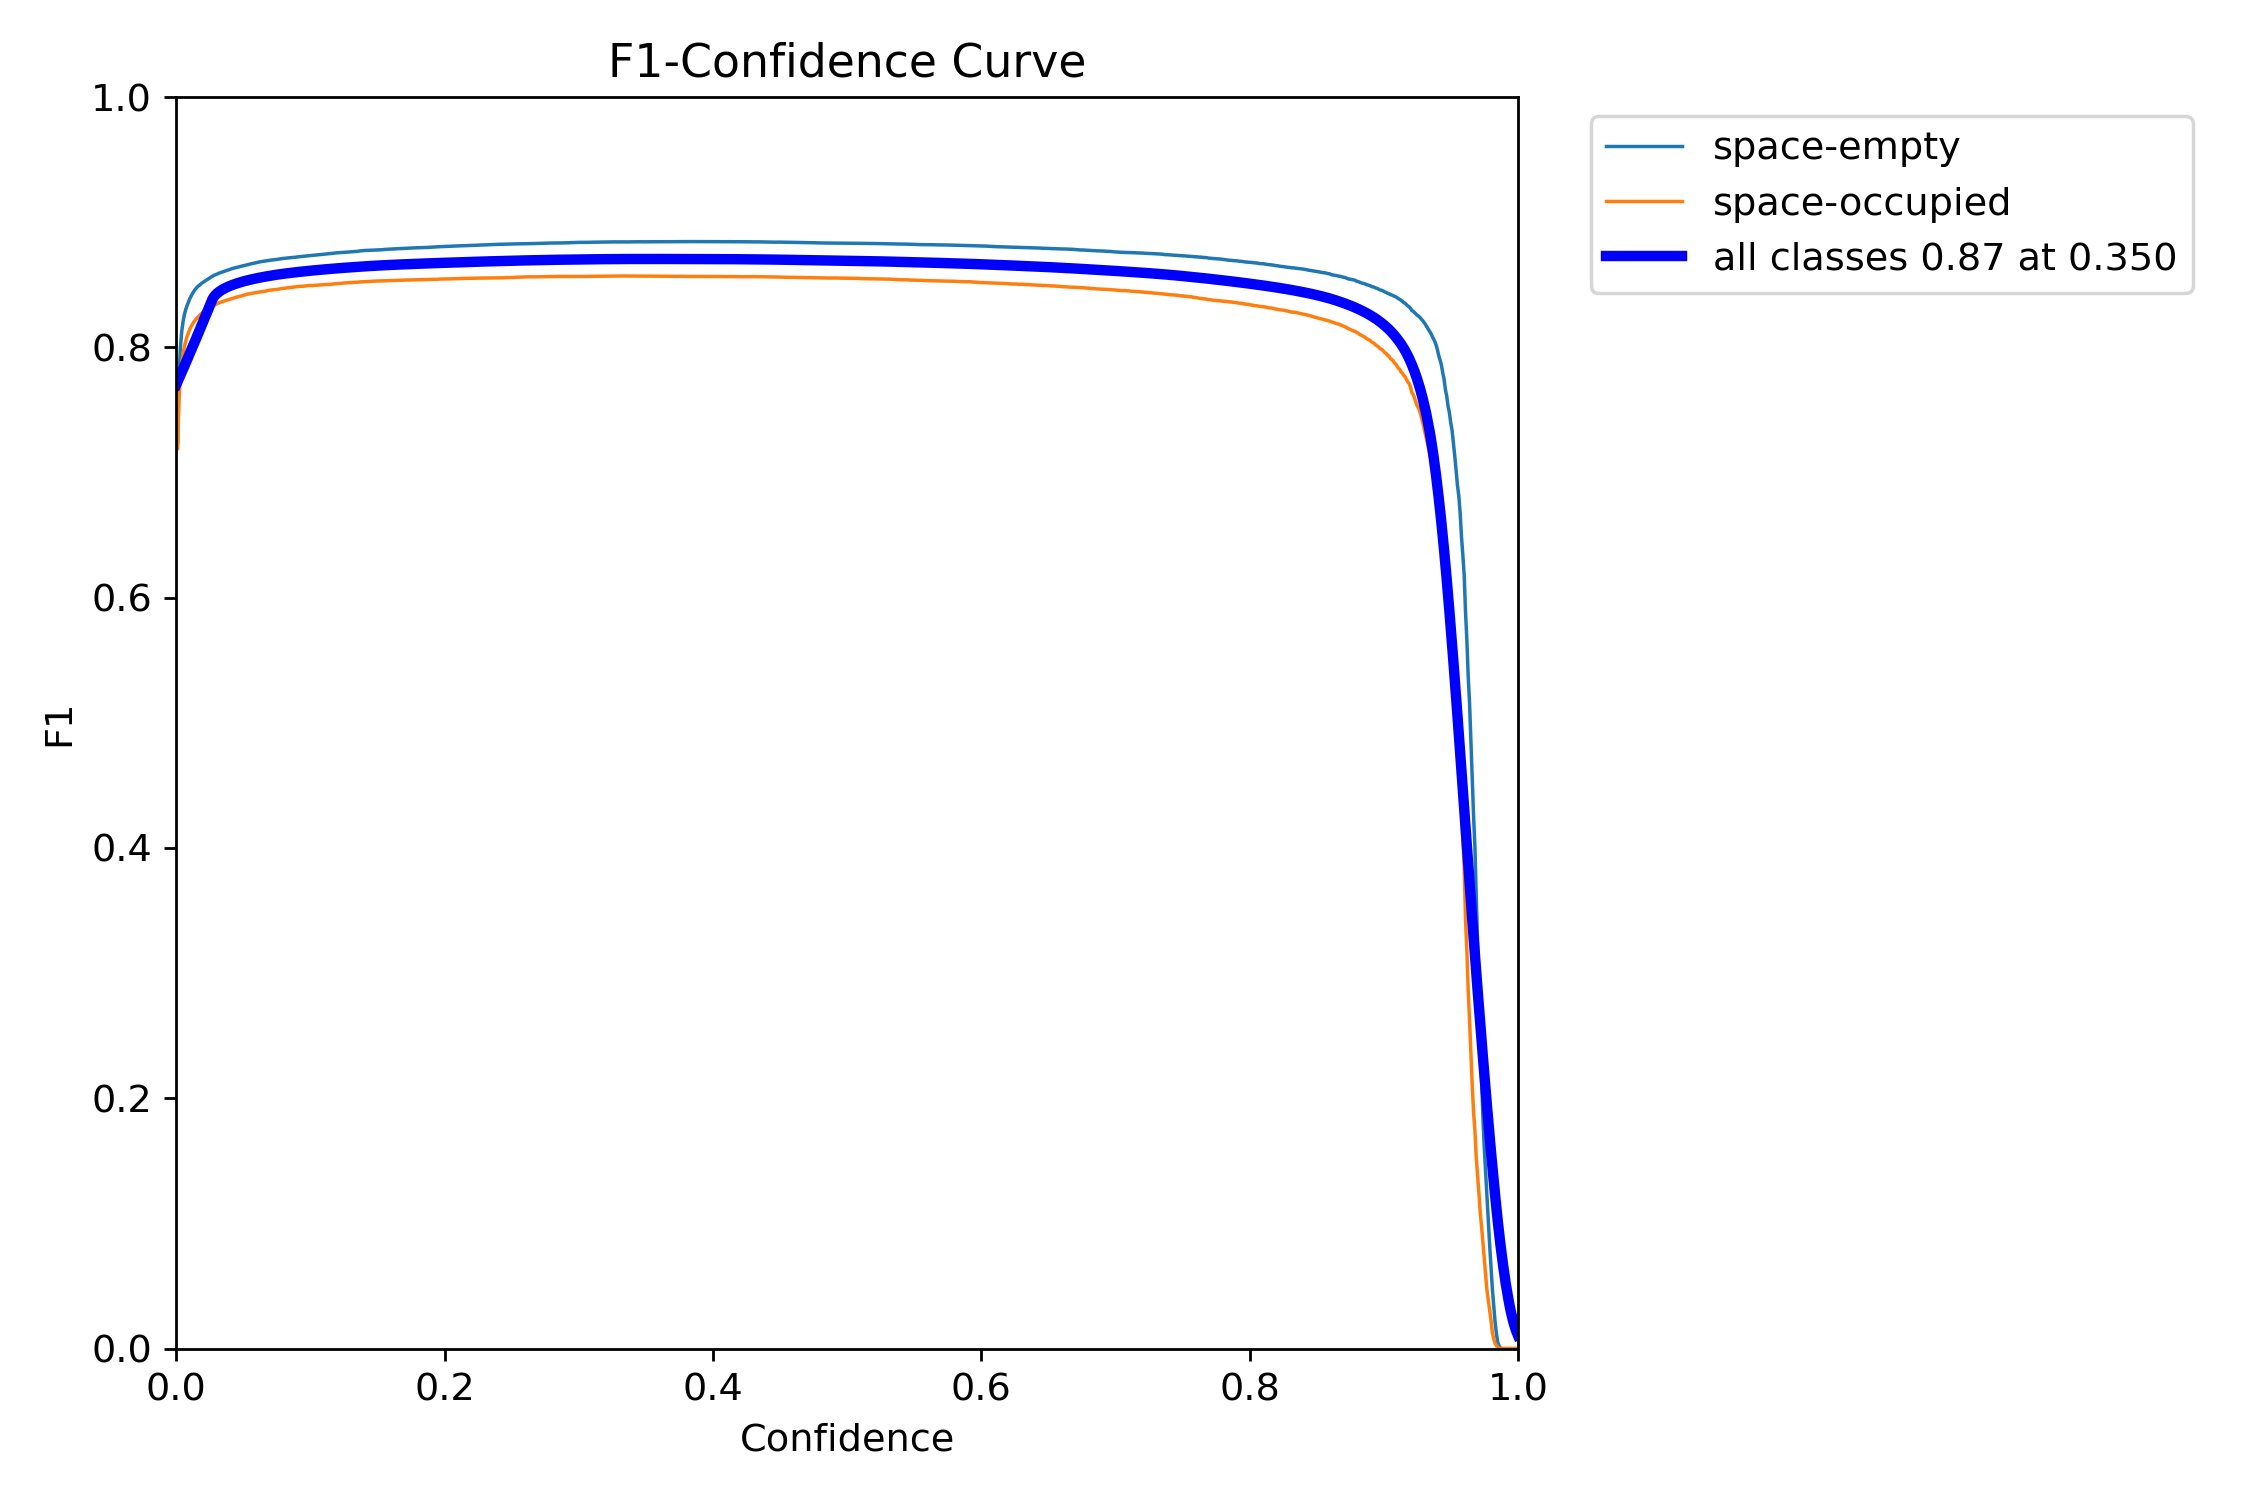 F1-Confidence Curve
1.0
0.8
0.6
0.4
0.2
0.0
F1
0.0 0.2 0.4 0.6 0.8 1.0
Confidence
space-empty
space-occupied
all classes 0.87 at 0.350